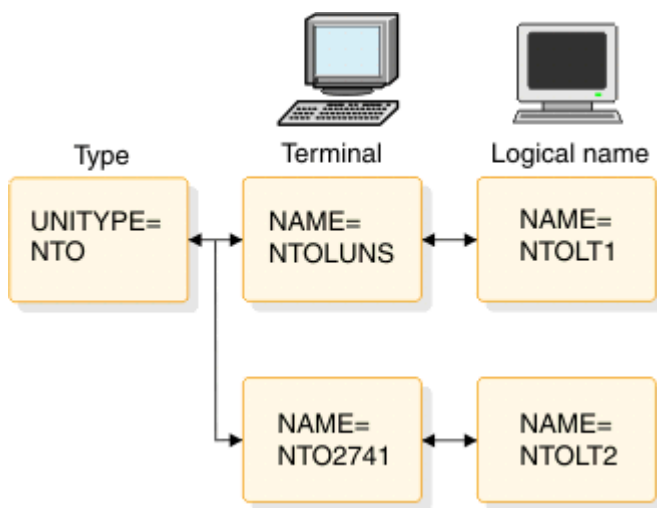 Type
Terminal
Logical name
UNITYPE=
NTO
NAME=
NTOLUNS
NAME=
NTOLT1
NAME=
NTO2741
NAME=
NTOLT2